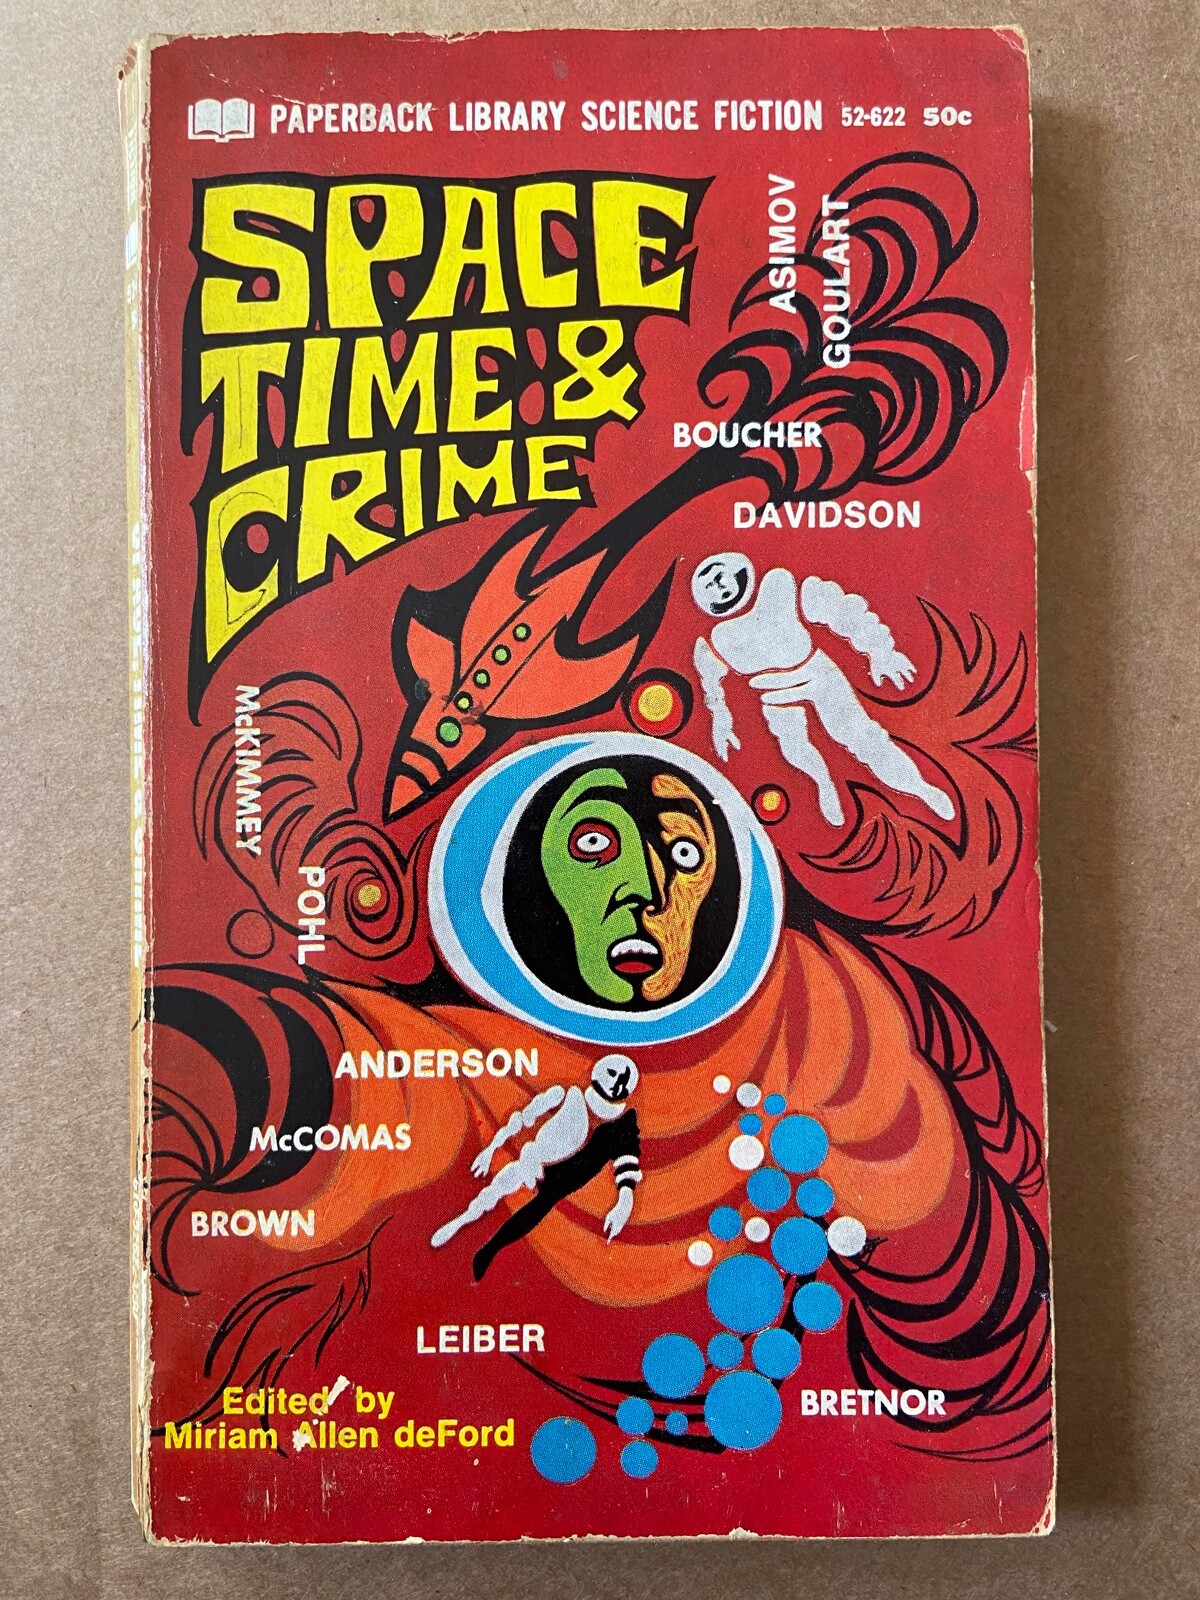 PAPERBACK LIBRARY SCIENCE FICTION 52-622 50c
SPACE
TIME &
CRIME
ASIMOV
GOULART
BOUCHER
DAVIDSON
McKIMMEY
POHL
ANDERSON
McCOMAS
BROWN
LEIBER
BRETNOR
Edited by
Miriam Allen deFord